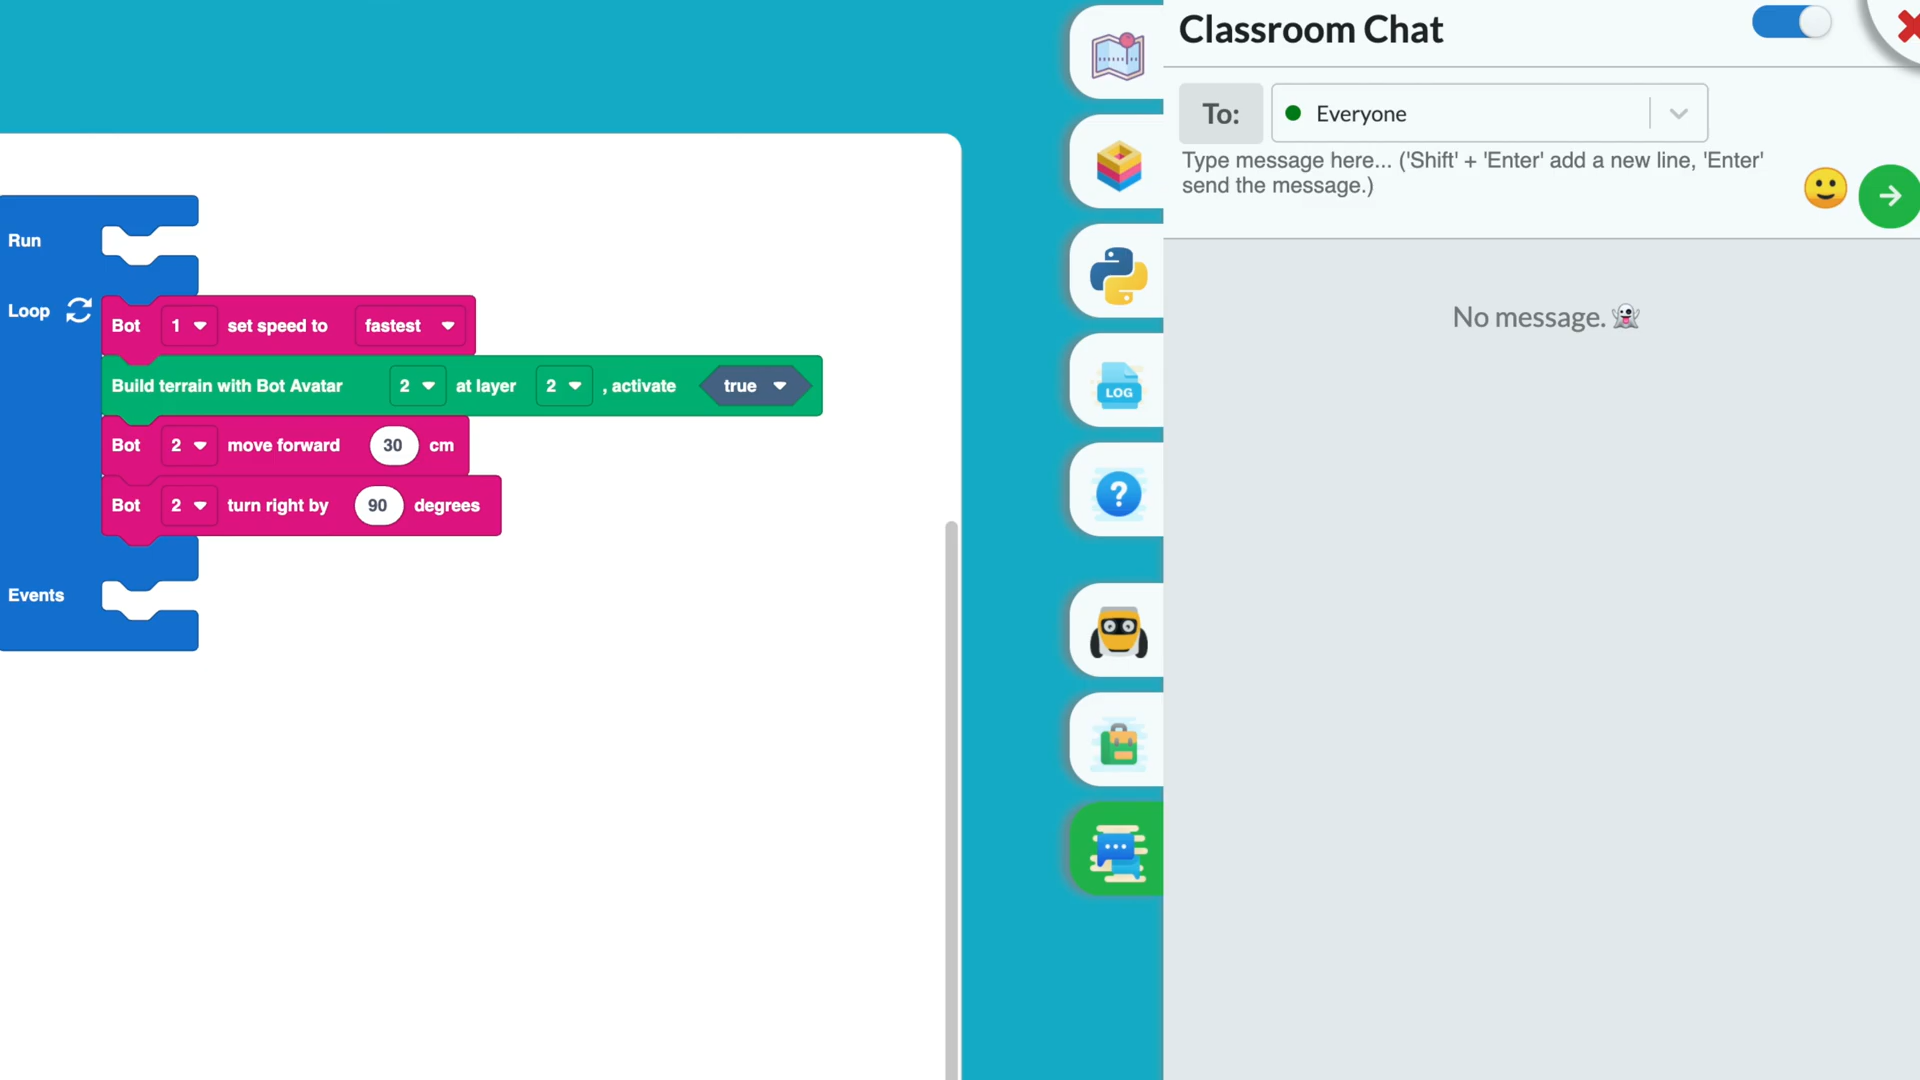 Classroom Chat
To:
Everyone
Type message here... ('Shift' + 'Enter' add a new line, 'Enter'
send the message.)
No message.
Run
Loop
Bot 1 set speed to fastest
Build terrain with Bot Avatar 2 at layer 2 , activate true
Bot 2 move forward 30 cm
Bot 2 turn right by 90 degrees
Events
LOG
?